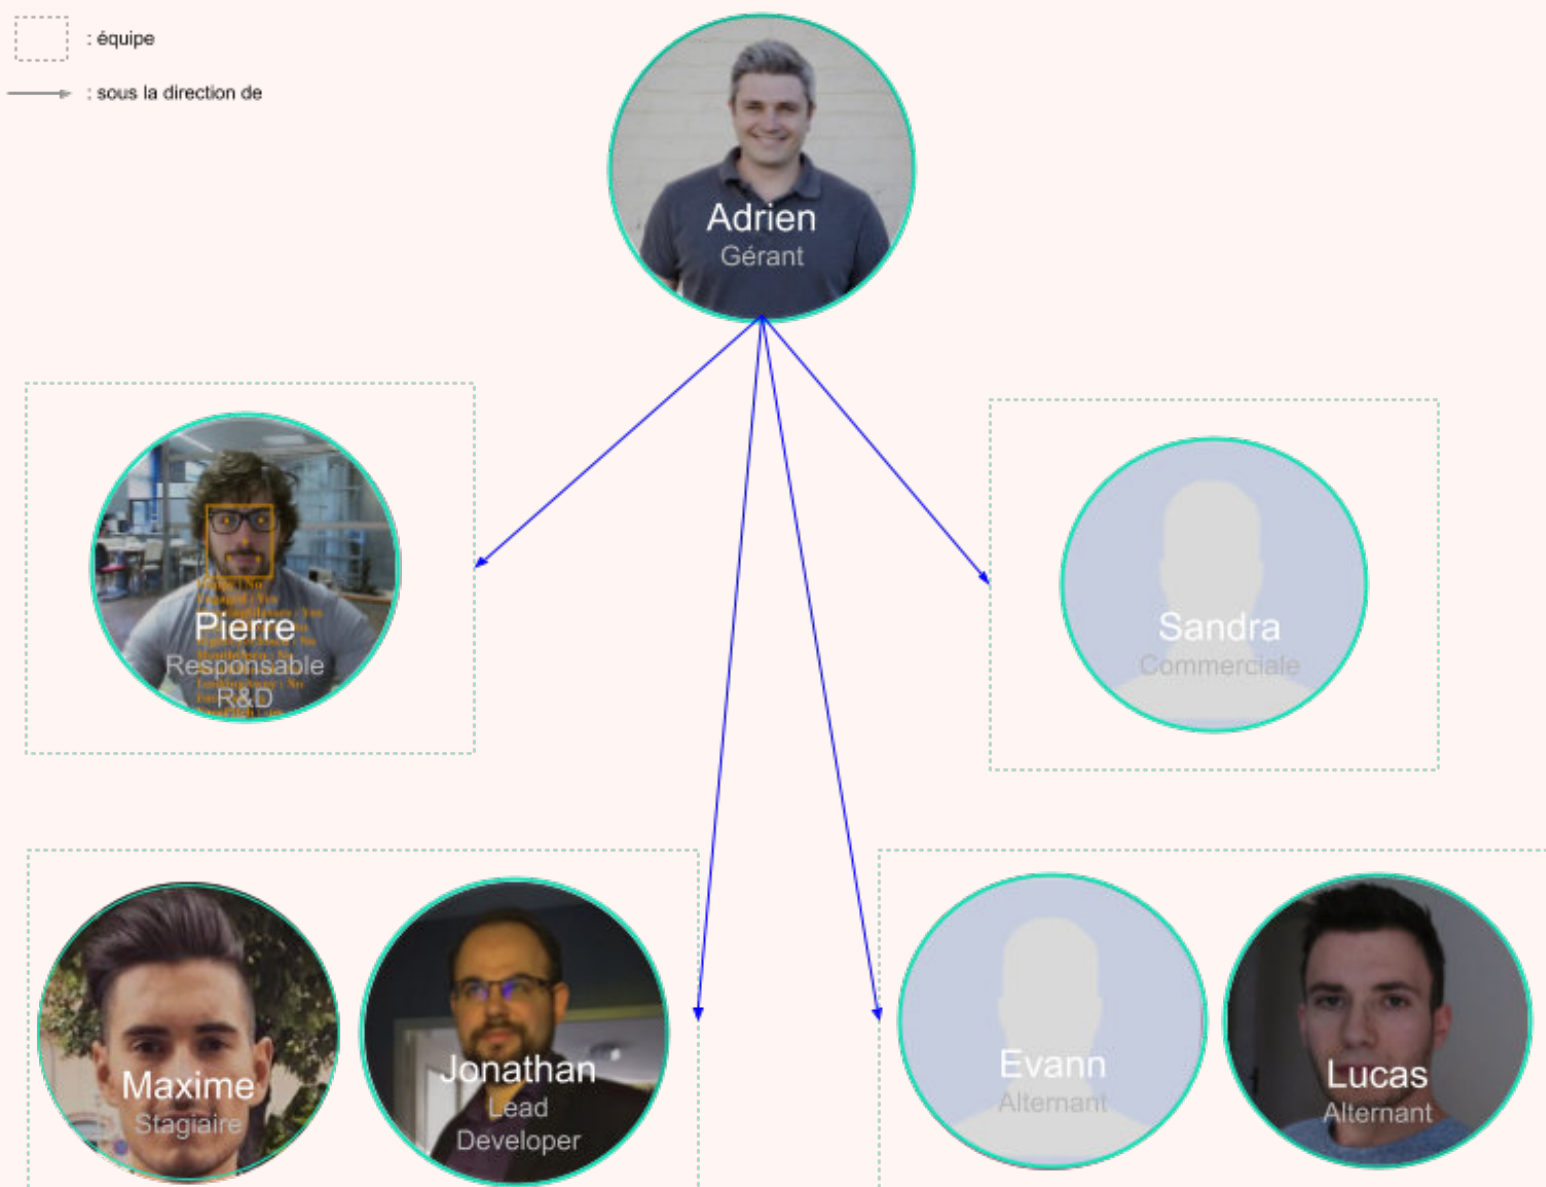 : équipe
: sous la direction de
Adrien
Gérant
Pierre
Responsable
R&D
Sandra
Commerciale
Maxime
Stagiaire
Jonathan
Lead
Developer
Evann
Alternant
Lucas
Alternant